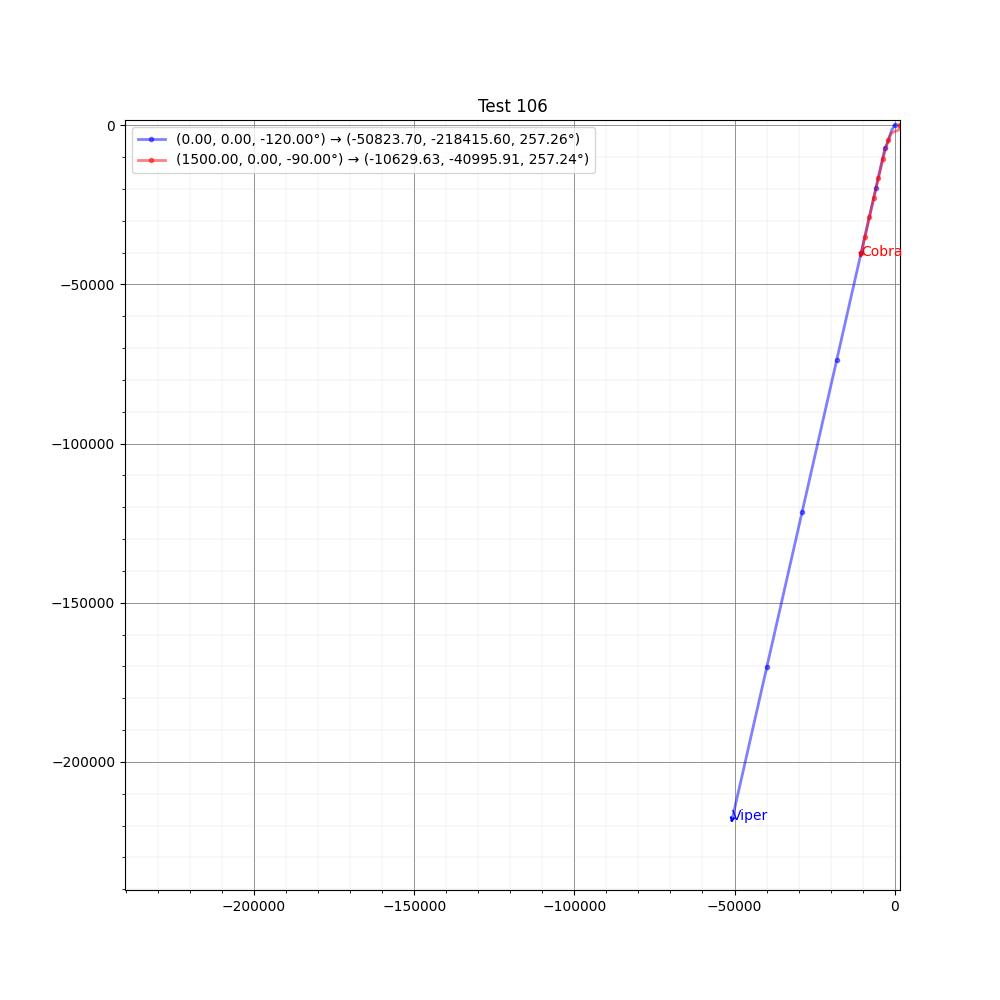 Test 106
(0.00, 0.00, -120.00°) → (-50823.70, -218415.60, 257.26°)
(1500.00, 0.00, -90.00°) → (-10629.63, -40995.91, 257.24°)
0
−50000
−100000
−150000
−200000
Cobra
Viper
−200000
−150000
−100000
−50000
0